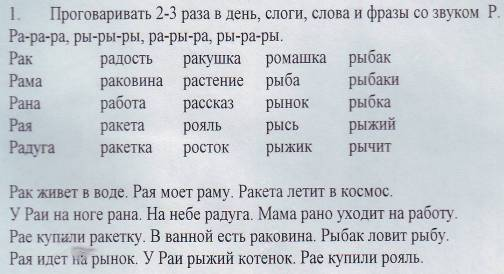 1. Проговаривать 2-3 раза в день, слоги, слова и фразы со звуком Р.
Ра-ра-ра, ры-ры-ры, ра-ры-ра, ры-ра-ры.
Рак радость ракушка ромашка рыбак
Рама раковина растение рыба рыбаки
Рана работа рассказ рынок рыбка
Рая ракета рояль рысь рыжий
Радуга ракетка росток рыжик рычит
Рак живет в воде. Рая моет раму. Ракета летит в космос.
У Раи на ноге рана. На небе радуга. Мама рано уходит на работу.
Рае купили ракетку. В ванной есть раковина. Рыбак ловит рыбу.
Рая идет на рынок. У Раи рыжий котенок. Рае купили рояль.